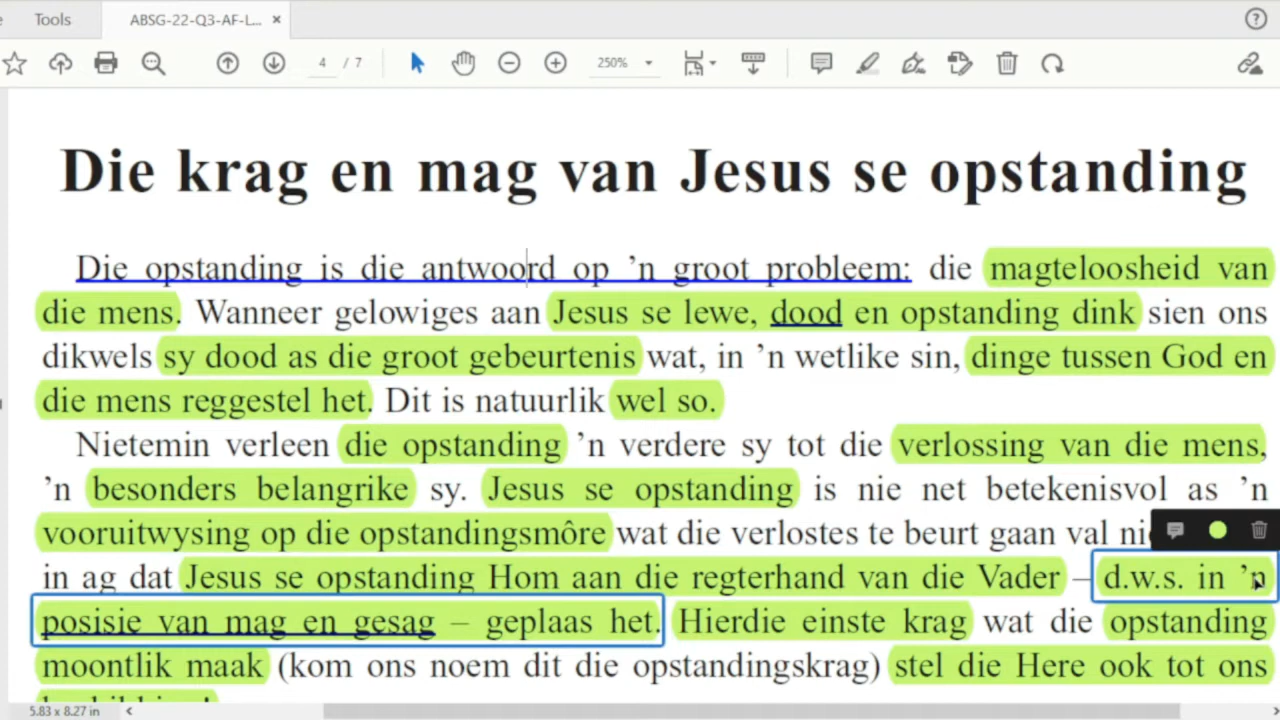 Tools
ABSG-22-Q3-AF-L... ×
4 / 7
250%
Die krag en mag van Jesus se opstanding
Die opstanding is die antwoord op ’n groot probleem: die magteloosheid van
die mens. Wanneer gelowiges aan Jesus se lewe, dood en opstanding dink sien ons
dikwels sy dood as die groot gebeurtenis wat, in ’n wetlike sin, dinge tussen God en
die mens reggestel het. Dit is natuurlik wel so.
Nietemin verleen die opstanding ’n verdere sy tot die verlossing van die mens,
’n besonders belangrike sy. Jesus se opstanding is nie net betekenisvol as ’n
vooruitwysing op die opstandingsmôre wat die verlostes te beurt gaan val
in ag dat Jesus se opstanding Hom aan die regterhand van die Vader – d.w.s. in ’n
posisie van mag en gesag – geplaas het. Hierdie einste krag wat die opstanding
moontlik maak (kom ons noem dit die opstandingskrag) stel die Here ook tot ons
5.83 x 8.27 in